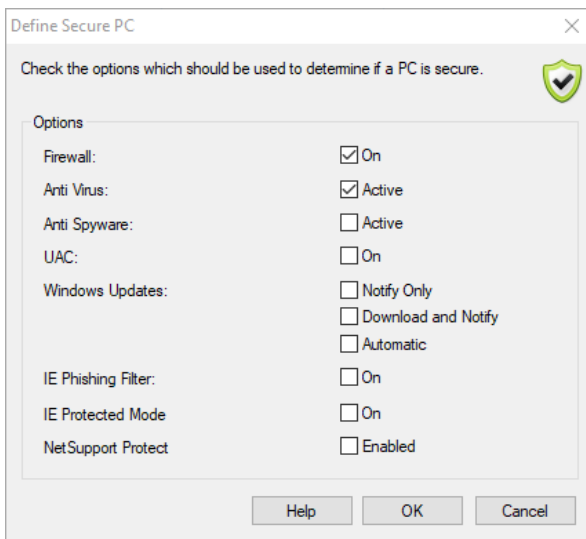 Define Secure PC
Check the options which should be used to determine if a PC is secure.
Options
Firewall: On
Anti Virus: Active
Anti Spyware: Active
UAC: On
Windows Updates: Notify Only
Download and Notify
Automatic
IE Phishing Filter: On
IE Protected Mode On
NetSupport Protect Enabled
Help OK Cancel